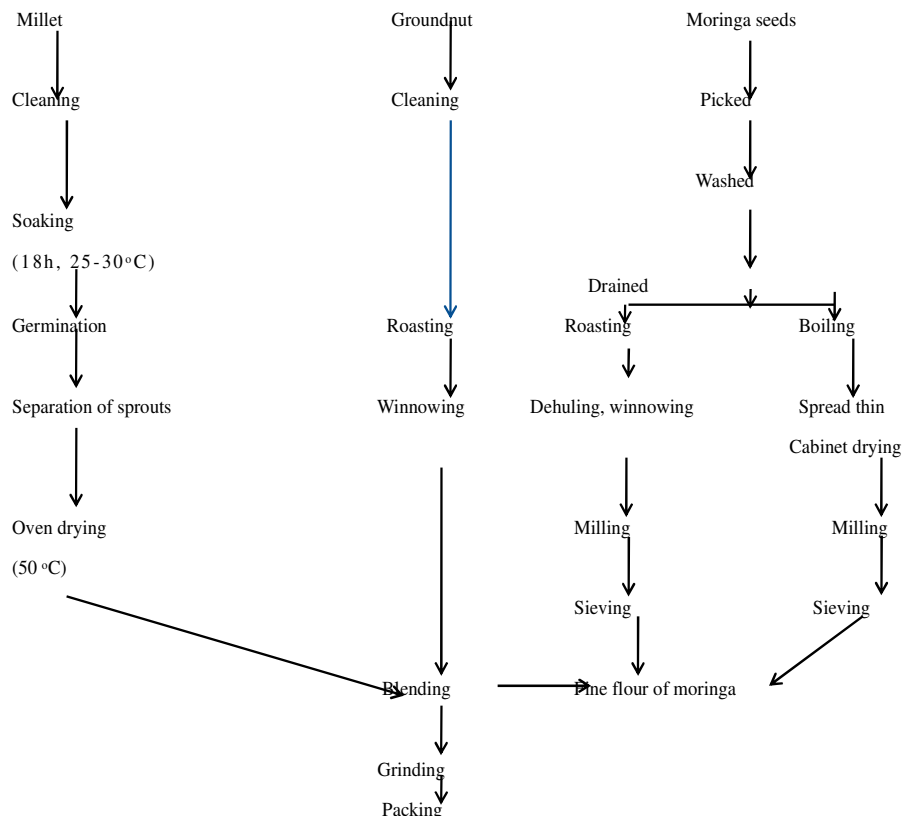 Millet Groundnut Moringa seeds
Cleaning Cleaning Picked
Washed
Soaking
(18h, 25-30°C)
Drained
Germination Roasting Roasting Boiling
Separation of sprouts Winnowing Dehuling, winnowing Spread thin
Cabinet drying
Oven drying Milling Milling
(50 °C)
Sieving Sieving
Blending Fine flour of moringa
Grinding
Packing